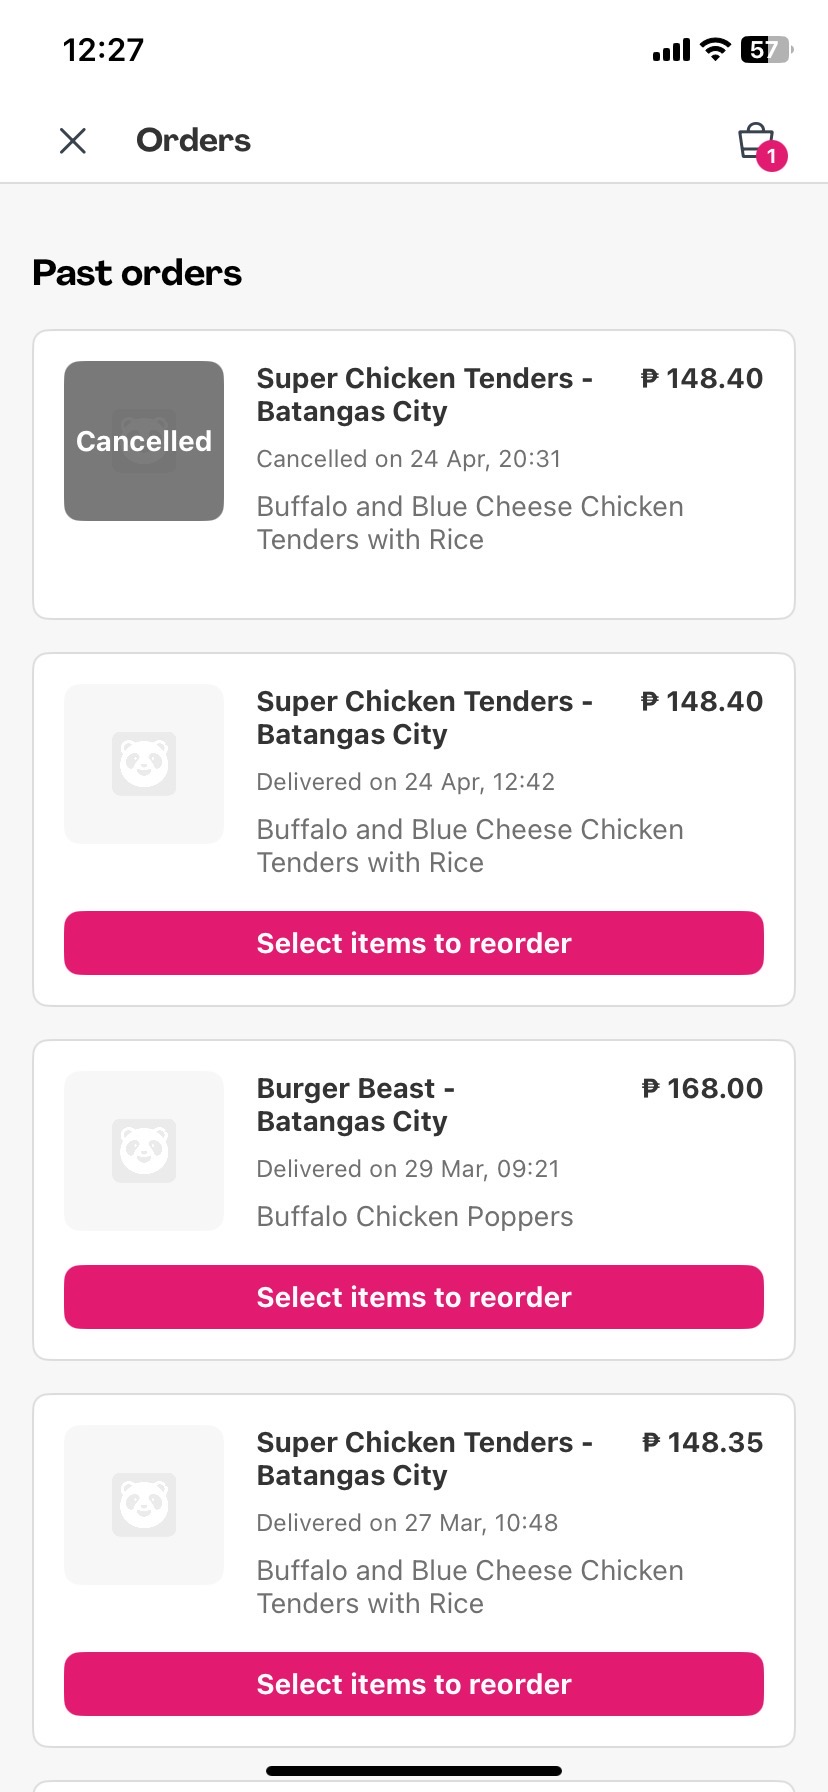 12:27
57
Orders
1
Past orders
Cancelled
Super Chicken Tenders - ₱ 148.40
Batangas City
Cancelled on 24 Apr, 20:31
Buffalo and Blue Cheese Chicken
Tenders with Rice
Super Chicken Tenders - ₱ 148.40
Batangas City
Delivered on 24 Apr, 12:42
Buffalo and Blue Cheese Chicken
Tenders with Rice
Select items to reorder
Burger Beast - ₱ 168.00
Batangas City
Delivered on 29 Mar, 09:21
Buffalo Chicken Poppers
Select items to reorder
Super Chicken Tenders - ₱ 148.35
Batangas City
Delivered on 27 Mar, 10:48
Buffalo and Blue Cheese Chicken
Tenders with Rice
Select items to reorder